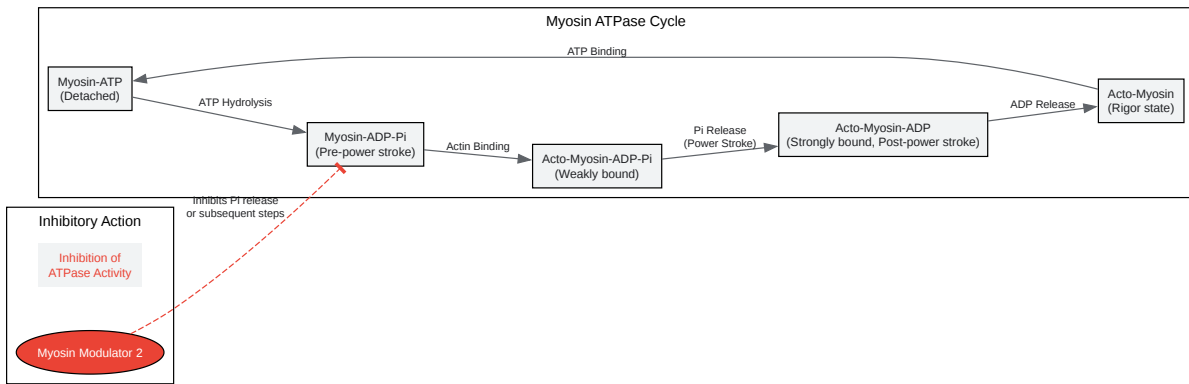 Myosin ATPase Cycle
ATP Binding
Myosin-ATP
(Detached)
ATP Hydrolysis
Myosin-ADP-Pi
(Pre-power stroke)
Actin Binding
Acto-Myosin-ADP-Pi
(Weakly bound)
Pi Release
(Power Stroke)
Acto-Myosin-ADP
(Strongly bound, Post-power stroke)
ADP Release
Acto-Myosin
(Rigor state)
Inhibits Pi release
or subsequent steps
Inhibitory Action
Inhibition of
ATPase Activity
Myosin Modulator 2